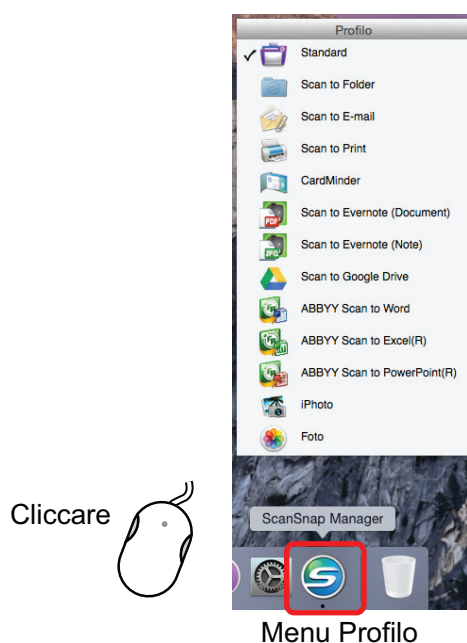 Profilo
✓ Standard
Scan to Folder
Scan to E-mail
Scan to Print
CardMinder
PDF
Scan to Evernote (Document)
JPG
Scan to Evernote (Note)
Scan to Google Drive
ABBYY Scan to Word
ABBYY Scan to Excel(R)
ABBYY Scan to PowerPoint(R)
iPhoto
Foto
Cliccare
ScanSnap Manager
Menu Profilo